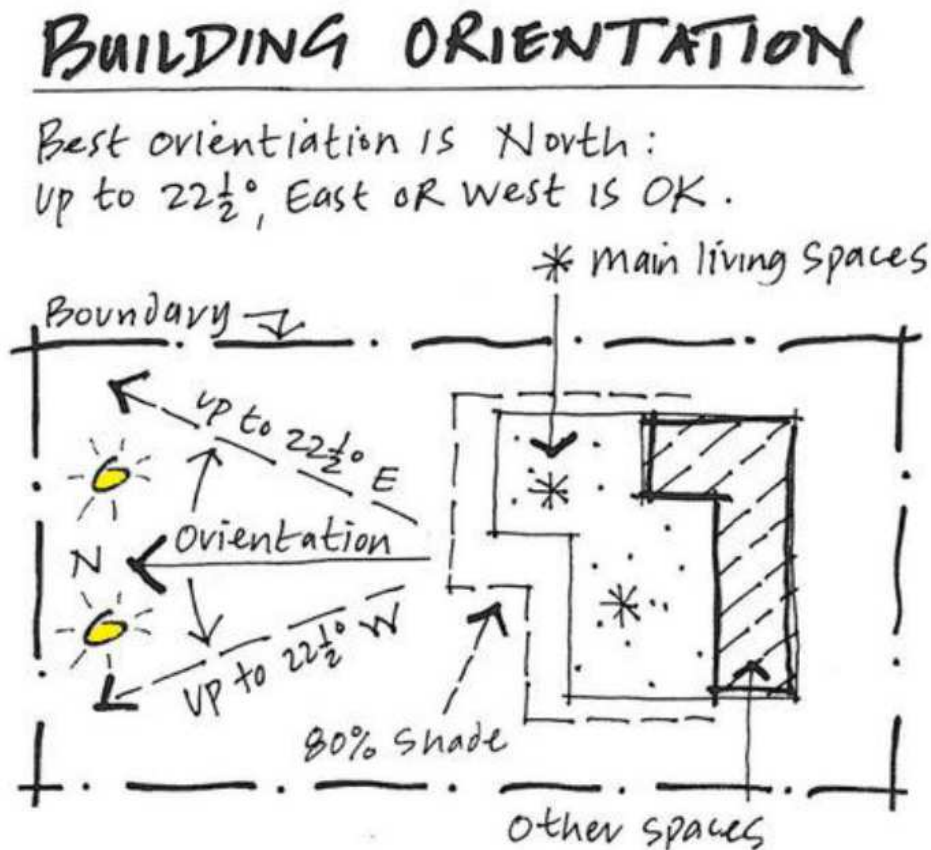 BUILDING ORIENTATION
Best orientiation is North:
up to 22½°, East OR West is OK.
* main living spaces
Boundary
up to 22½° E
N
Orientation
UP to 22½° W
80% Shade
Other spaces